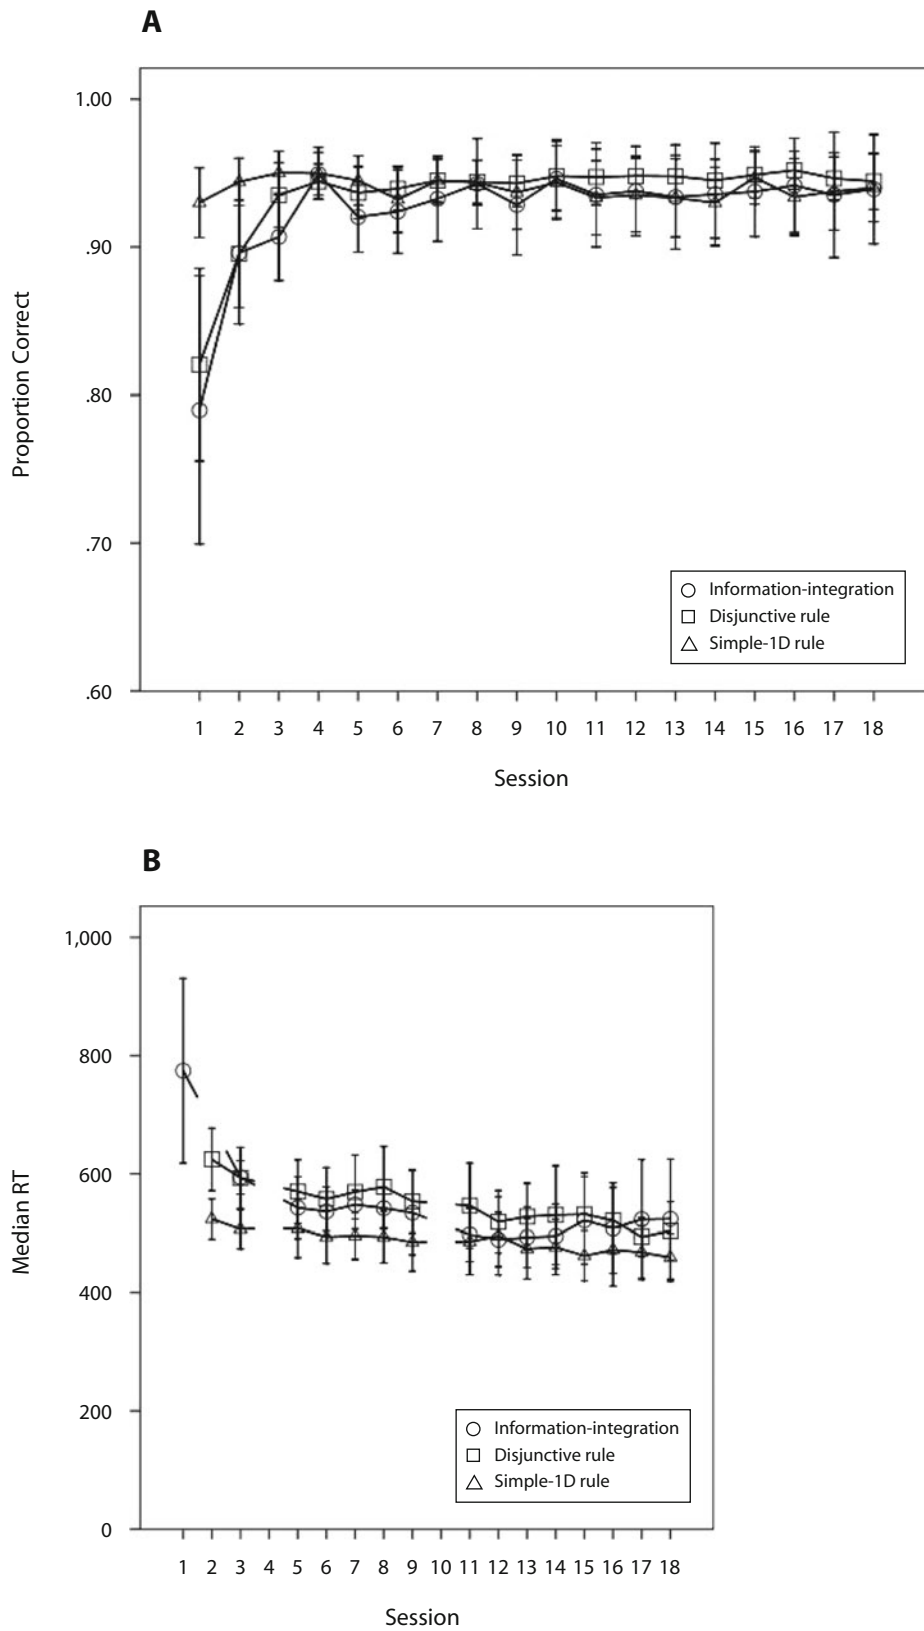 A
1.00
.90
.80
.70
.60
Proportion Correct
Information-integration
Disjunctive rule
Simple-1D rule
1 2 3 4 5 6 7 8 9 10 11 12 13 14 15 16 17 18
Session
B
1,000
800
600
400
200
0
Median RT
Information-integration
Disjunctive rule
Simple-1D rule
1 2 3 4 5 6 7 8 9 10 11 12 13 14 15 16 17 18
Session